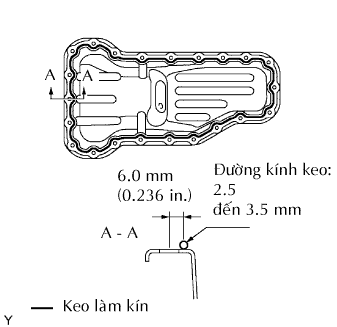 A A
6.0 mm
(0.236 in.)
Đường kính keo:
2.5
đến 3.5 mm
A - A
Keo làm kín
Y